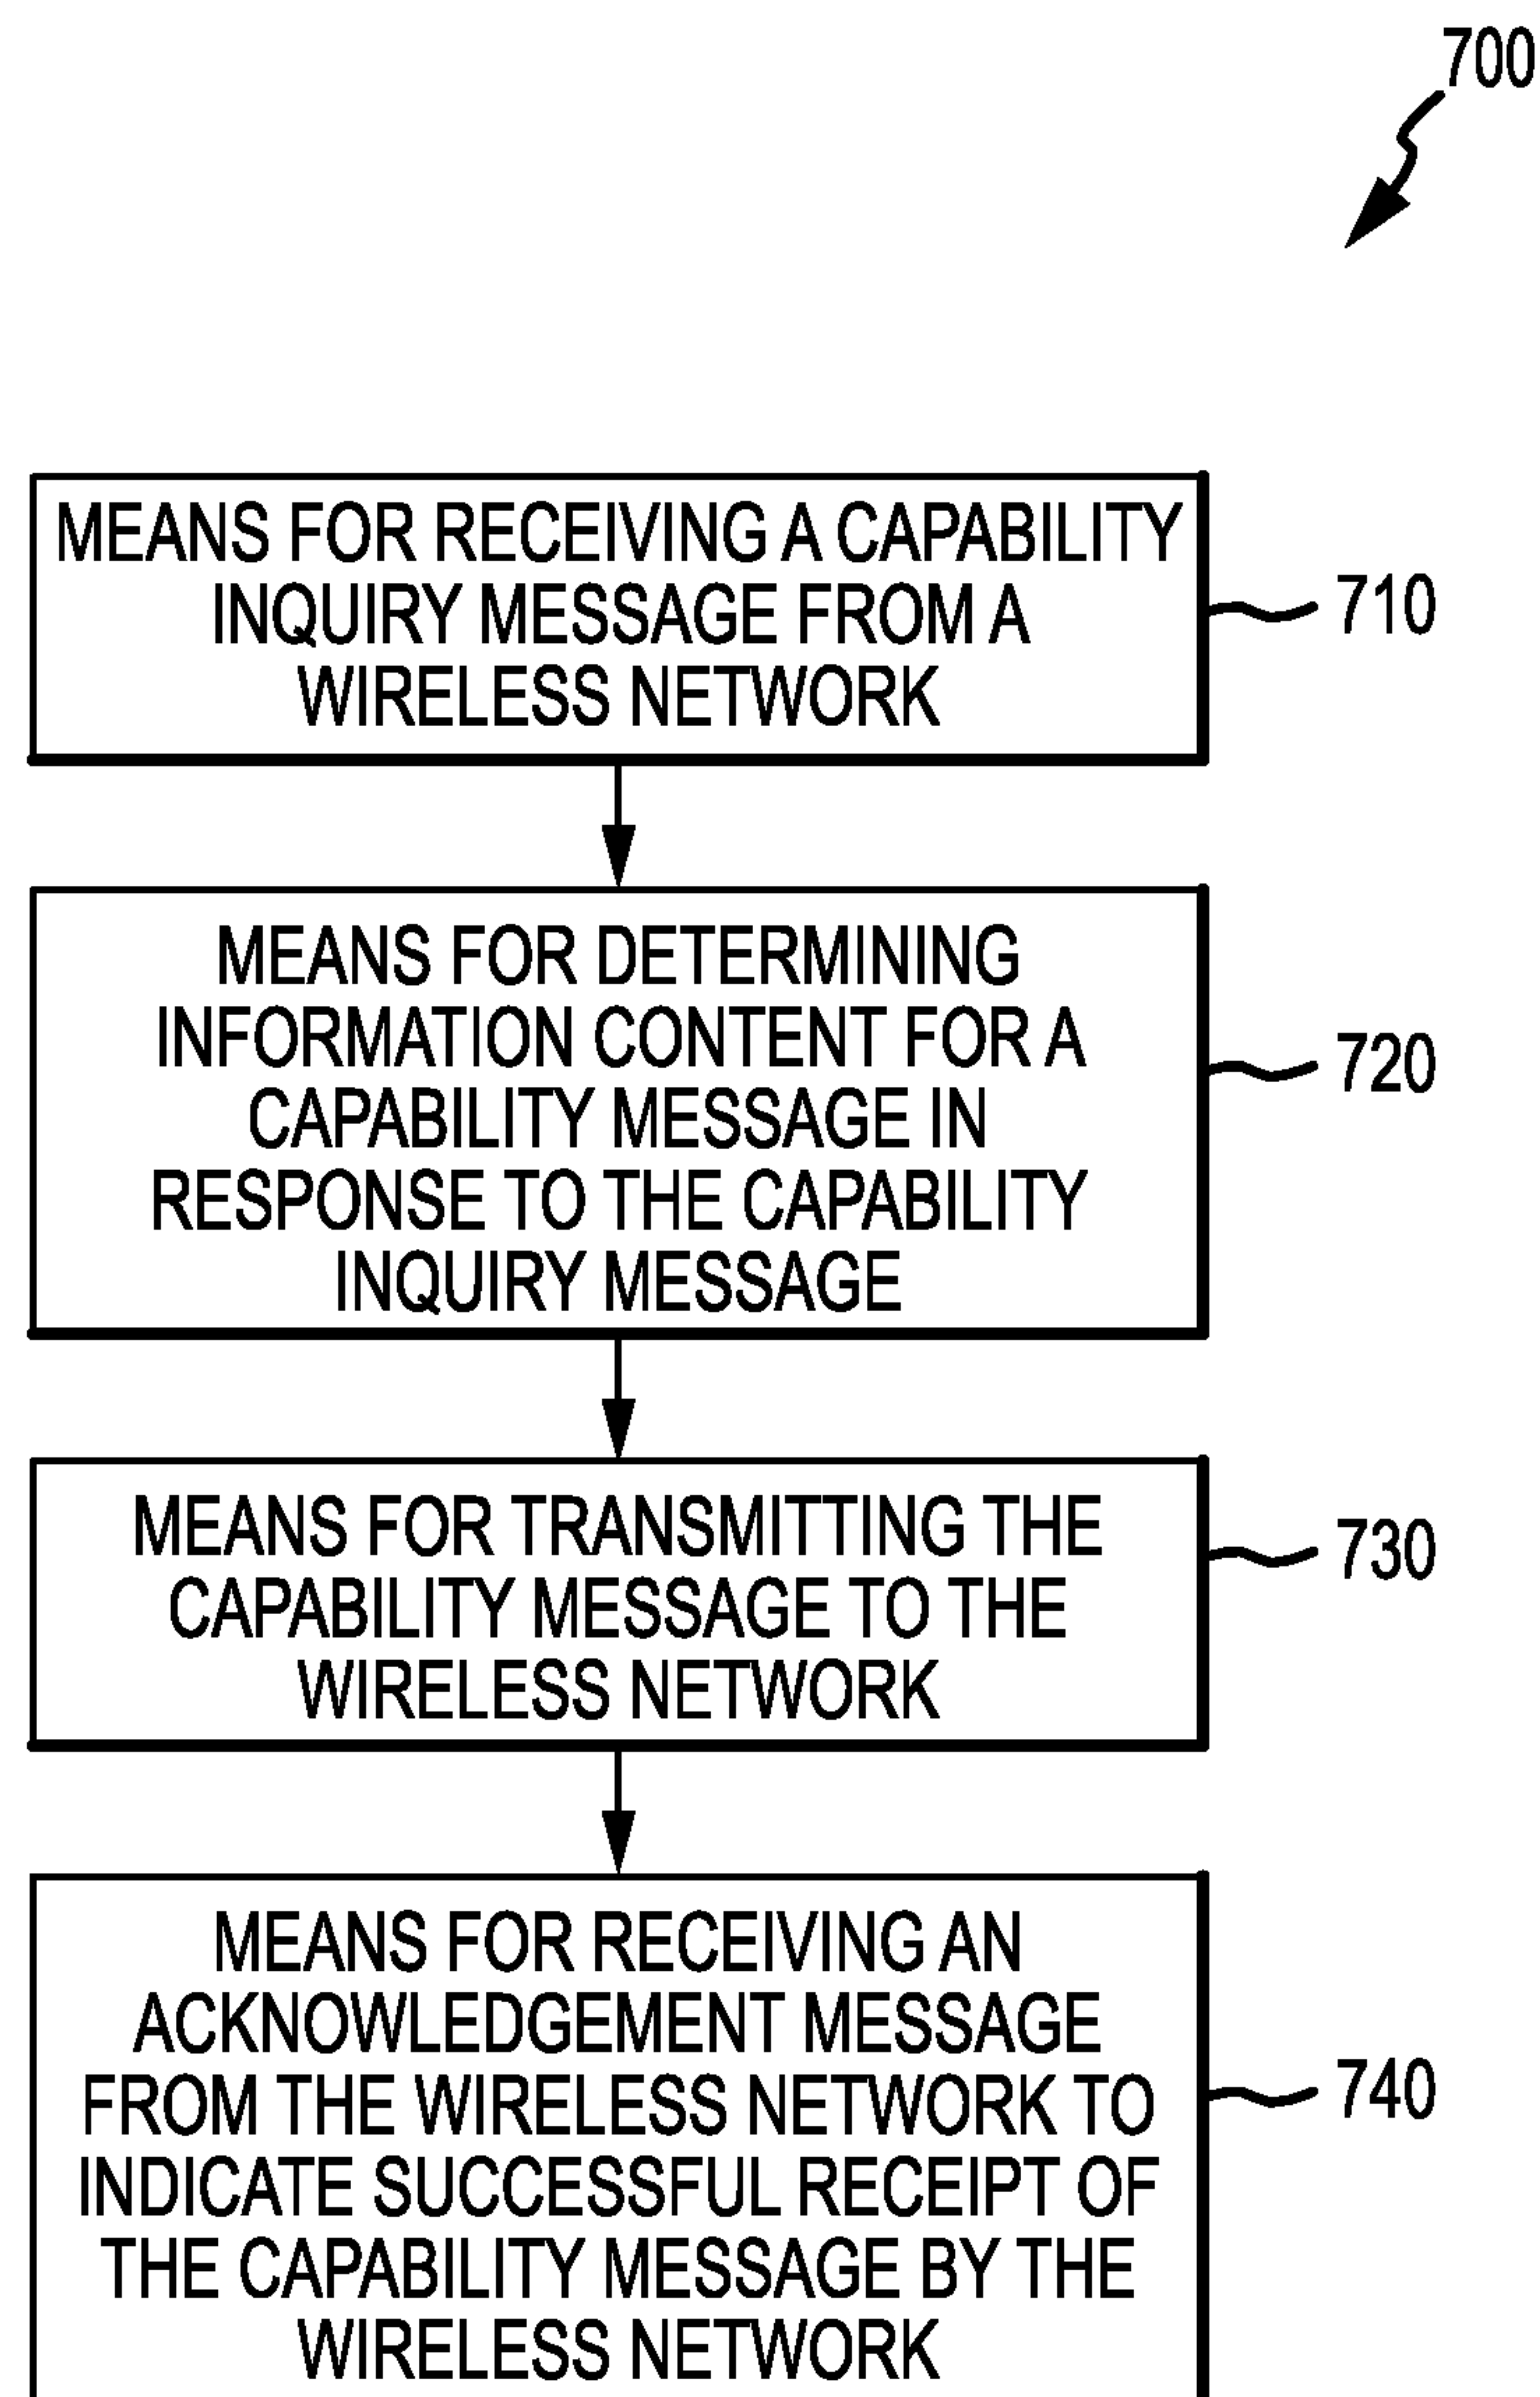 700
MEANS FOR RECEIVING A CAPABILITY
INQUIRY MESSAGE FROM A
WIRELESS NETWORK
710
MEANS FOR DETERMINING
INFORMATION CONTENT FOR A
CAPABILITY MESSAGE IN
RESPONSE TO THE CAPABILITY
INQUIRY MESSAGE
720
MEANS FOR TRANSMITTING THE
CAPABILITY MESSAGE TO THE
WIRELESS NETWORK
730
MEANS FOR RECEIVING AN
ACKNOWLEDGEMENT MESSAGE
FROM THE WIRELESS NETWORK TO
INDICATE SUCCESSFUL RECEIPT OF
THE CAPABILITY MESSAGE BY THE
WIRELESS NETWORK
740